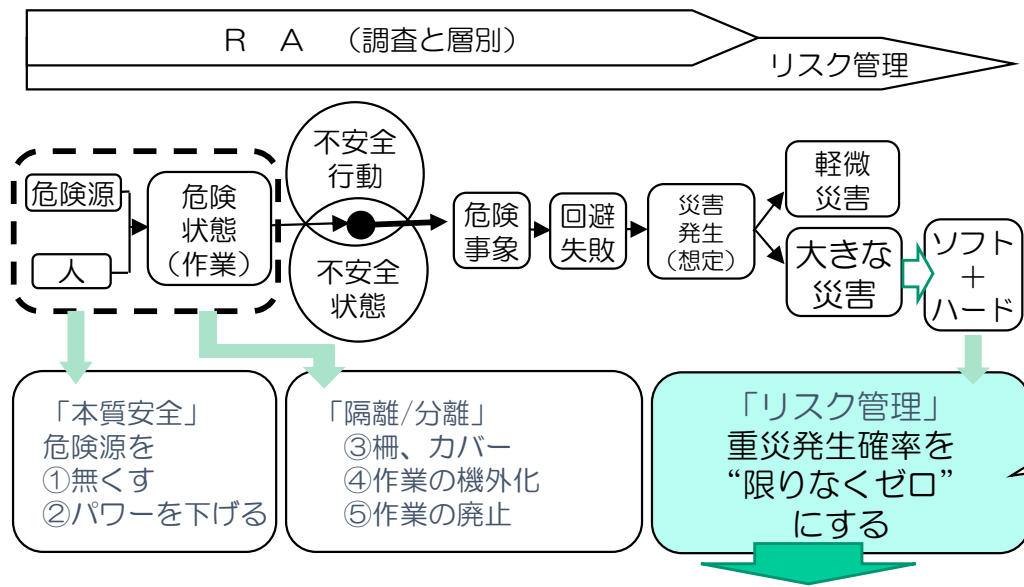 R A (調査と層別)
リスク管理
危険源
人
危険
状態
(作業)
不安全
行動
不安全
状態
危険
事象
回避
失敗
災害
発生
(想定)
軽微
災害
大きな
災害
ソフト
+
ハード
「本質安全」
危険源を
①無くす
②パワーを下げる
「隔離/分離」
③柵、カバー
④作業の機外化
⑤作業の廃止
「リスク管理」
重災発生確率を
“限りなくゼロ”
にする